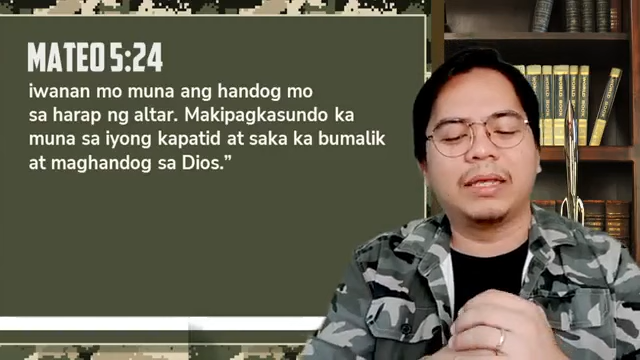 MATEO 5:24
iwanan mo muna ang handog mo
sa harap ng altar. Makipagkasundo ka
muna sa iyong kapatid at saka ka bumalik
at maghandog sa Dios.”